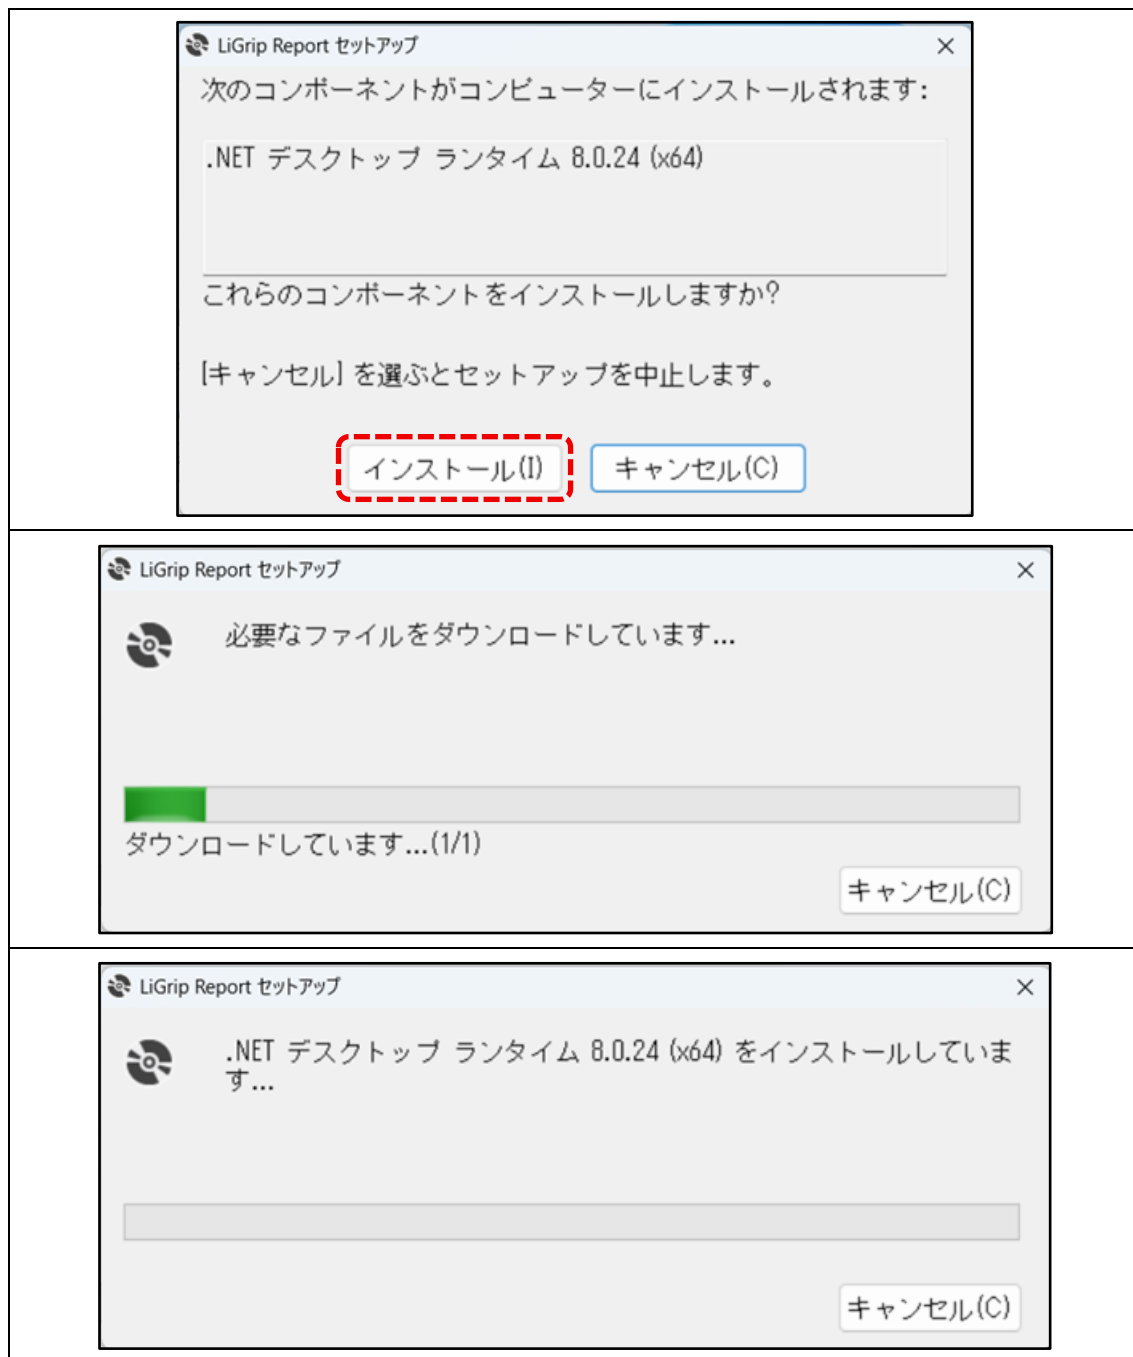 LiGrip Report セットアップ
次のコンポーネントがコンピューターにインストールされます:
.NET デスクトップ ランタイム 8.0.24 (x64)
これらのコンポーネントをインストールしますか?
[キャンセル] を選ぶとセットアップを中止します。
インストール(I) キャンセル(C)
LiGrip Report セットアップ
必要なファイルをダウンロードしています...
ダウンロードしています...(1/1)
キャンセル(C)
LiGrip Report セットアップ
.NET デスクトップ ランタイム 8.0.24 (x64) をインストールしていま
す...
キャンセル(C)